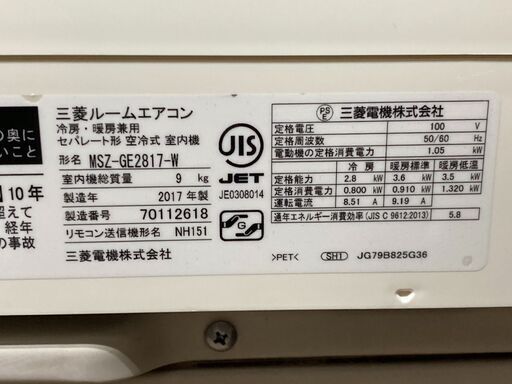 の奥に
いこと
10年
超えて
経年
の事故
三菱ルームエアコン
冷房・暖房兼用
セパレート形 空冷式 室内機
形名 MSZ-GE2817-W
室内機総質量 9 kg
製造年 2017 年製
製造番号 70112618
リモコン送信機形名 NH151
三菱電機株式会社
JIS
JET
JE0308014
PS
E
三菱電機株式会社
定格電圧 100 V
定格周波数 50/60 Hz
電動機の定格消費電力 1.05 kW
冷房 暖房標準 暖房低温
定格能力 2.8 kW 3.6 kW 3.5 kW
定格消費電力 0.800 kW 0.910 kW 1.320 kW
運転電流 8.51 A 9.19 A
通年エネルギー消費効率(JIS C 9612:2013) 5.8
>PET< SH1 JG79B825G36